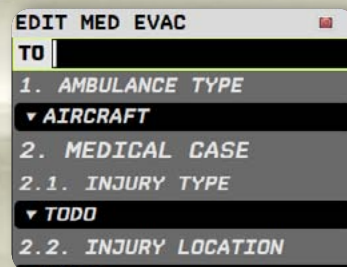 EDIT MED EVAC
TO
1. AMBULANCE TYPE
▼ AIRCRAFT
2. MEDICAL CASE
2.1. INJURY TYPE
▼ TODO
2.2. INJURY LOCATION